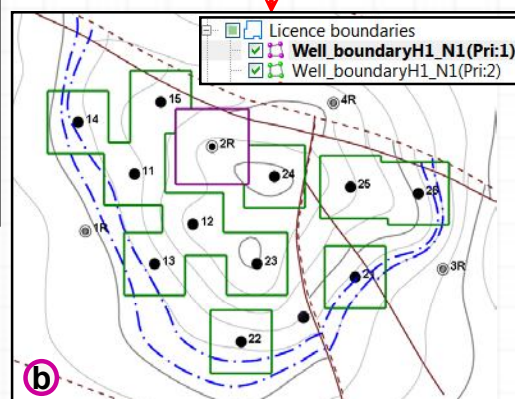 Licence boundaries
Well_boundaryH1_N1(Pri:1)
Well_boundaryH1_N1(Pri:2)
4R
15
14
2R
11
24
25
26
12
1R
13
23
3R
21
22
b